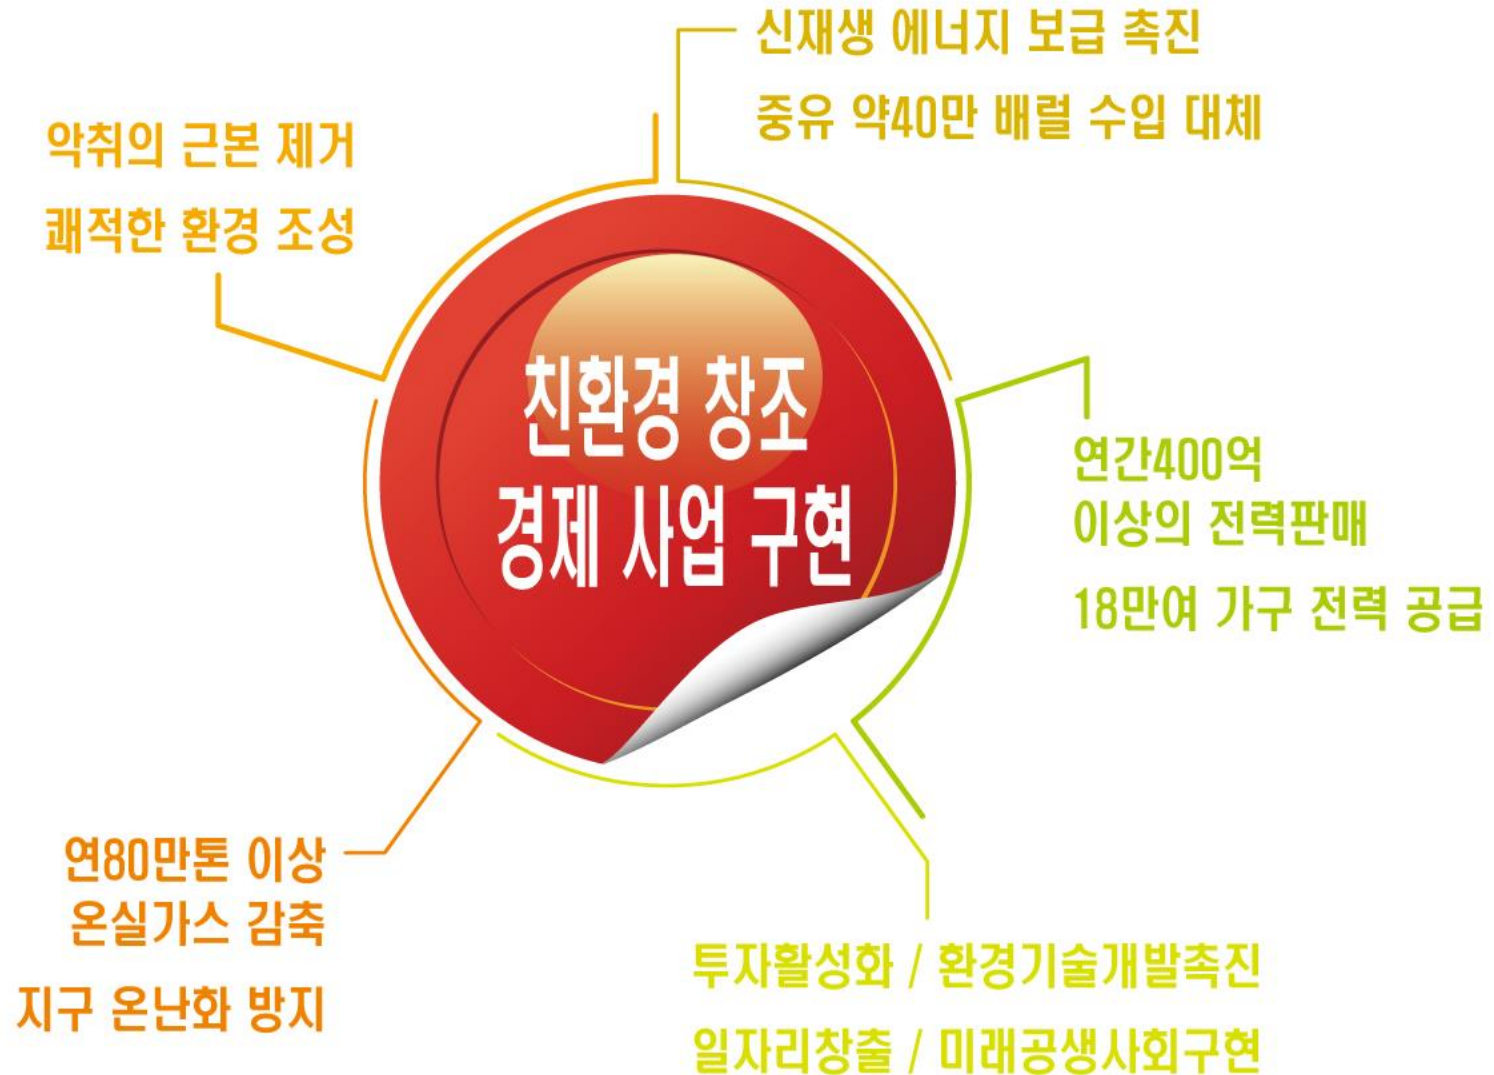 신재생 에너지 보급 촉진
중유 약40만 배럴 수입 대체
악취의 근본 제거
쾌적한 환경 조성
친환경 창조
경제 사업 구현
연간400억
이상의 전력판매
18만여 가구 전력 공급
연80만톤 이상
온실가스 감축
지구 온난화 방지
투자활성화 / 환경기술개발촉진
일자리창출 / 미래공생사회구현